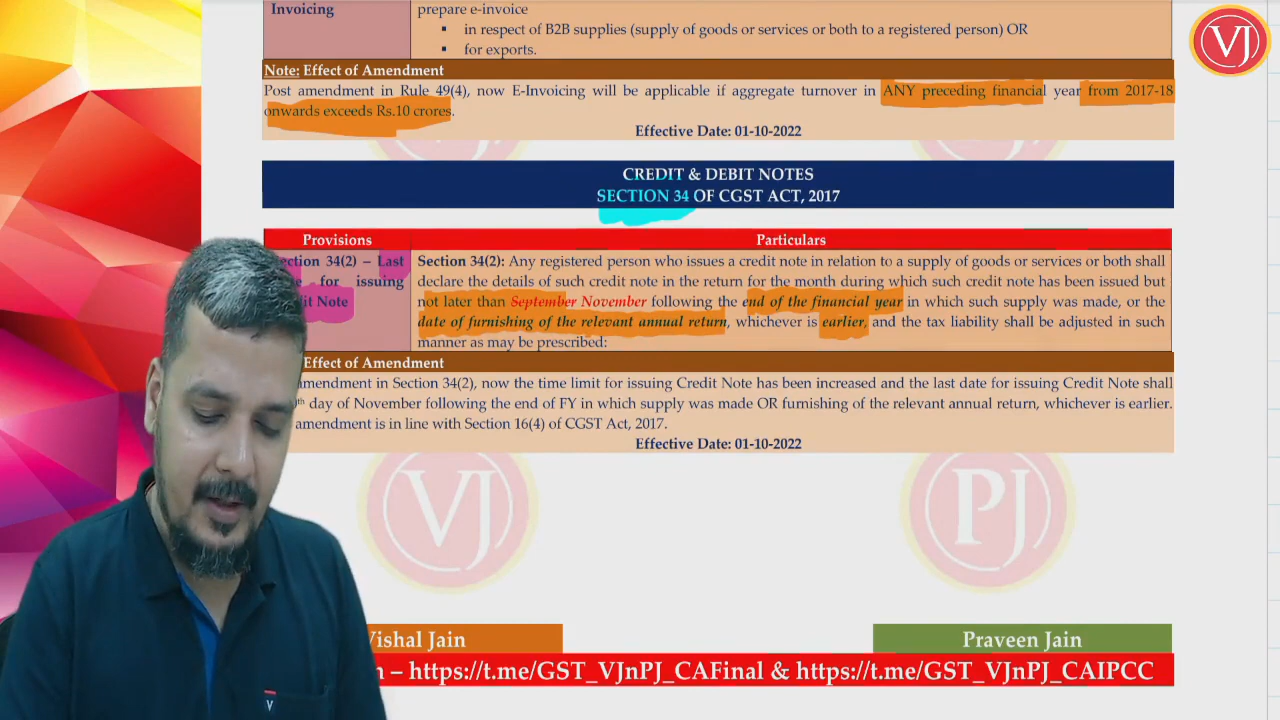 Invoicing
prepare e-invoice
▪ in respect of B2B supplies (supply of goods or services or both to a registered person) OR
▪ for exports.
VJ
Note: Effect of Amendment
Post amendment in Rule 49(4), now E-Invoicing will be applicable if aggregate turnover in ANY preceding financial year from 2017-18
onwards exceeds Rs.10 crores.
Effective Date: 01-10-2022
CREDIT & DEBIT NOTES
SECTION 34 OF CGST ACT, 2017
Provisions
Particulars
ection 34(2) – Last
for issuing
dit Note
Section 34(2): Any registered person who issues a credit note in relation to a supply of goods or services or both shall
declare the details of such credit note in the return for the month during which such credit note has been issued but
not later than September November following the end of the financial year in which such supply was made, or the
date of furnishing of the relevant annual return, whichever is earlier, and the tax liability shall be adjusted in such
manner as may be prescribed:
Effect of Amendment
mendment in Section 34(2), now the time limit for issuing Credit Note has been increased and the last date for issuing Credit Note shall
th day of November following the end of FY in which supply was made OR furnishing of the relevant annual return, whichever is earlier.
amendment is in line with Section 16(4) of CGST Act, 2017.
Effective Date: 01-10-2022
VJ
PJ
Vishal Jain
Praveen Jain
– https://t.me/GST_VJnPJ_CAFinal & https://t.me/GST_VJnPJ_CAIPCC
V